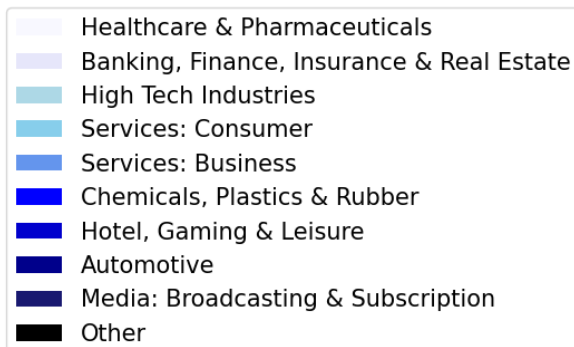 Healthcare & Pharmaceuticals
Banking, Finance, Insurance & Real Estate
High Tech Industries
Services: Consumer
Services: Business
Chemicals, Plastics & Rubber
Hotel, Gaming & Leisure
Automotive
Media: Broadcasting & Subscription
Other